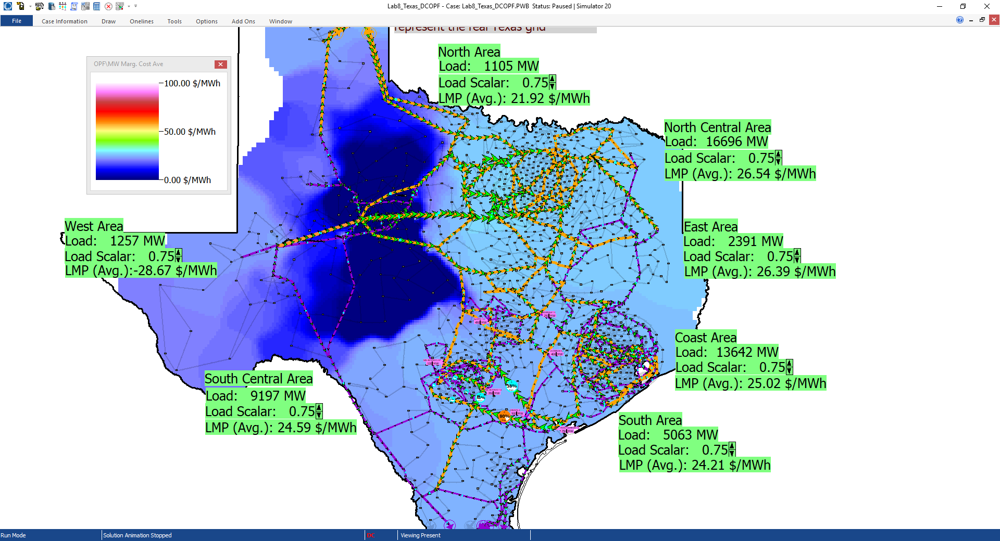 Lab8_Texas_DCOPF - Case: Lab8_Texas_DCOPF.PWB Status: Paused | Simulator 20
File Case Information Draw Onelines Tools Options Add Ons Window
represent the real Texas grid
OPF\MW Marg. Cost Ave
100.00 $/MWh
50.00 $/MWh
0.00 $/MWh
North Area
Load: 1105 MW
Load Scalar: 0.75
LMP (Avg.): 21.92 $/MWh
North Central Area
Load: 16696 MW
Load Scalar: 0.75
LMP (Avg.): 26.54 $/MWh
West Area
Load: 1257 MW
Load Scalar: 0.75
LMP (Avg.):-28.67 $/MWh
East Area
Load: 2391 MW
Load Scalar: 0.75
LMP (Avg.): 26.39 $/MWh
Coast Area
Load: 13642 MW
Load Scalar: 0.75
LMP (Avg.): 25.02 $/MWh
South Central Area
Load: 9197 MW
Load Scalar: 0.75
LMP (Avg.): 24.59 $/MWh
58%
80%
South Area
Load: 5063 MW
Load Scalar: 0.75
LMP (Avg.): 24.21 $/MWh
Run Mode
Solution Animation Stopped
DC
Viewing Present